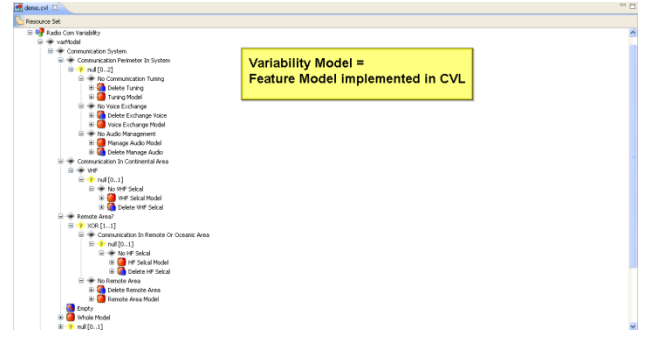 demo.cvl
Resource Set
Radio Com Variability
varModel
Communication System
Communication Perimeter In System
null [0..2]
No Communication Tuning
Delete Tuning
Tuning Model
No Voice Exchange
Delete Exchange Voice
Voice Exchange Model
No Audio Management
Manage Audio Model
Delete Manage Audio
Communication In Continental Area
VHF
null [0..1]
No VHF Selcal
VHF Selcal Model
Delete VHF Selcal
Remote Area?
XOR [1..1]
Communication In Remote Or Oceanic Area
null [0..1]
No HF Selcal
HF Selcal Model
Delete HF Selcal
No Remote Area
Delete Remote Area
Remote Area Model
Empty
Whole Model
null [0..1]
Variability Model =
Feature Model implemented in CVL